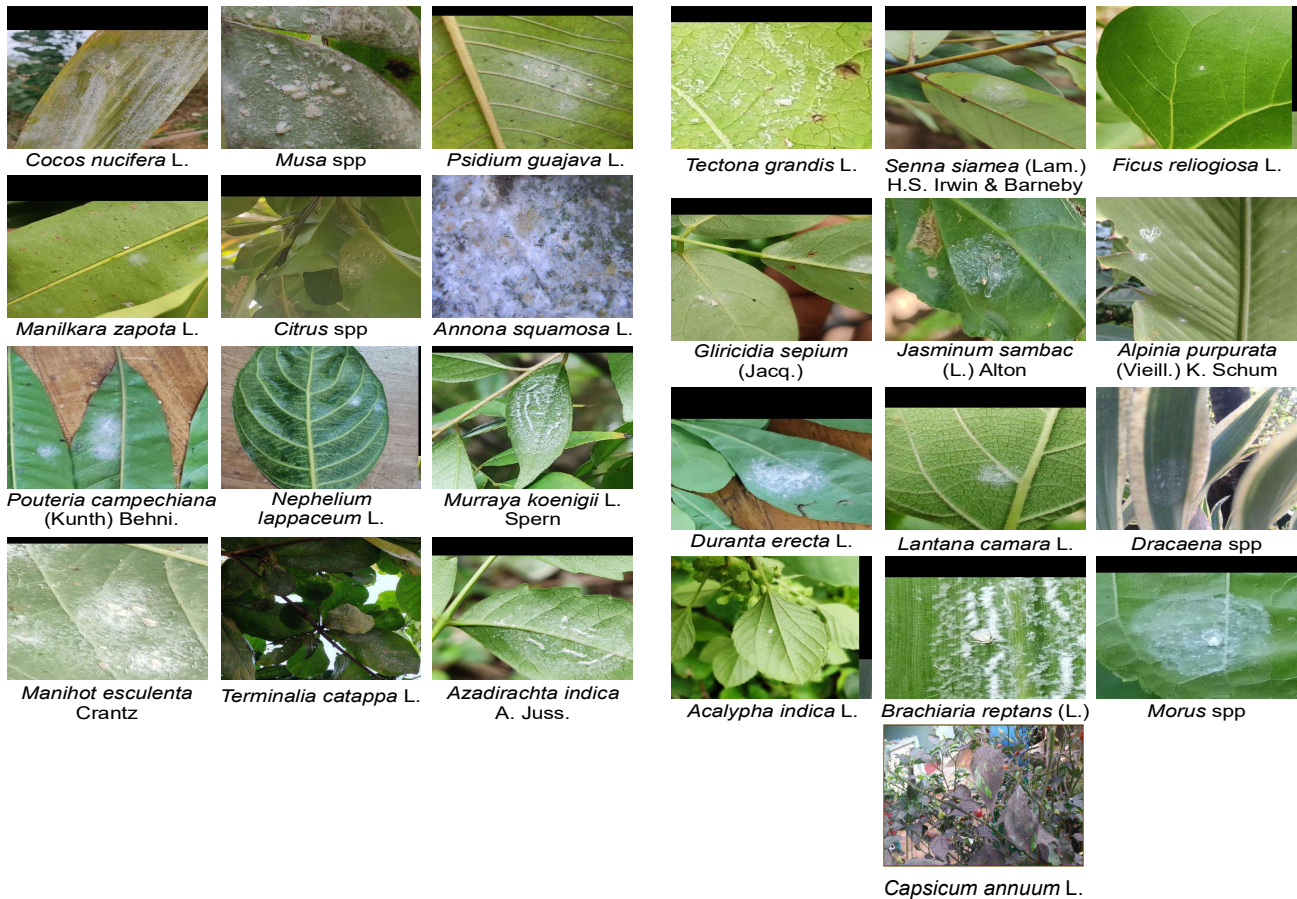 Cocos nucifera L.
Musa spp
Psidium guajava L.
Manilkara zapota L.
Citrus spp
Annona squamosa L.
Pouteria campechiana
(Kunth) Behni.
Nephelium
lappaceum L.
Murraya koenigii L.
Spern
Manihot esculenta
Crantz
Terminalia catappa L.
Azadirachta indica
A. Juss.
Tectona grandis L.
Senna siamea (Lam.)
H.S. Irwin & Barneby
Ficus reliogiosa L.
Gliricidia sepium
(Jacq.)
Jasminum sambac
(L.) Alton
Alpinia purpurata
(Vieill.) K. Schum
Duranta erecta L.
Lantana camara L.
Dracaena spp
Acalypha indica L.
Brachiaria reptans (L.)
Morus spp
Capsicum annuum L.